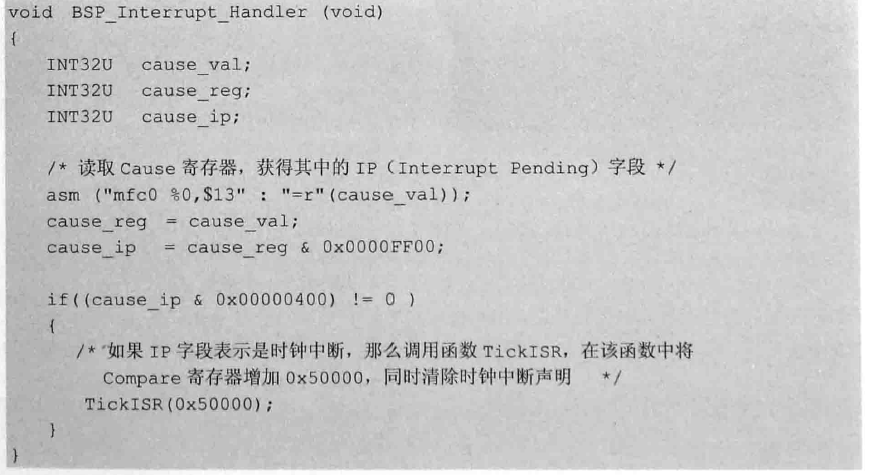 void  BSP_Interrupt_Handler (void)
{
    INT32U   cause_val;
    INT32U   cause_reg;
    INT32U   cause_ip;
    /* 读取 Cause 寄存器，获得其中的 IP（Interrupt Pending）字段 */
    asm ("mfc0 %0,$13" : "=r"(cause_val));
    cause_reg  = cause_val;
    cause_ip   = cause_reg & 0x0000FF00;
    if((cause_ip & 0x00000400) != 0 )
    {
       /* 如果 IP 字段表示是时钟中断，那么调用函数 TickISR，在该函数中将
          Compare 寄存器增加 0x50000，同时清除时钟中断声明   */
        TickISR(0x50000);
    }
}